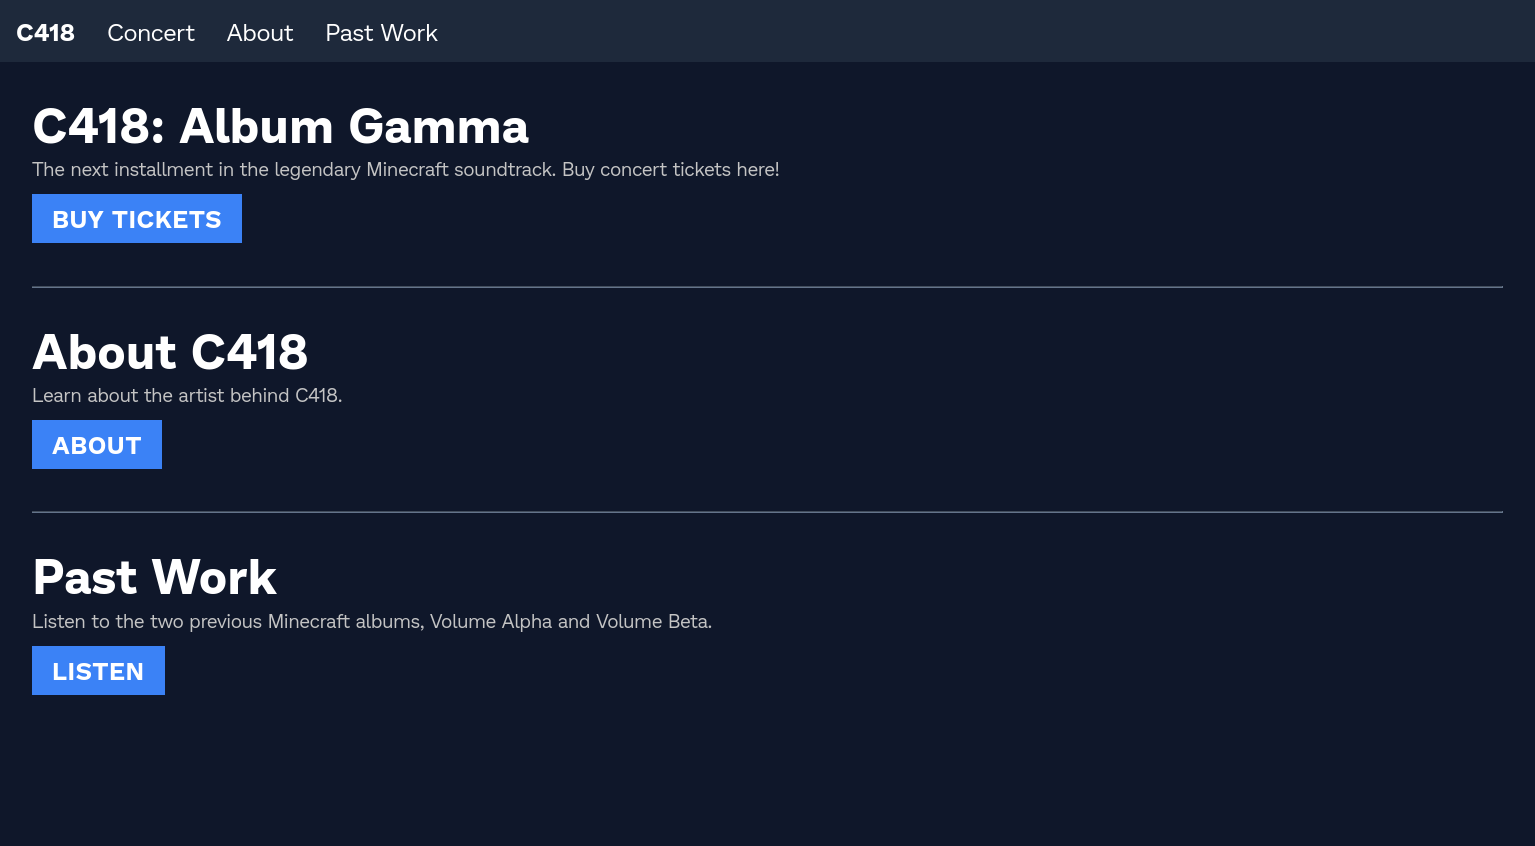 C418 Concert About Past Work
C418: Album Gamma
The next installment in the legendary Minecraft soundtrack. Buy concert tickets here!
BUY TICKETS
About C418
Learn about the artist behind C418.
ABOUT
Past Work
Listen to the two previous Minecraft albums, Volume Alpha and Volume Beta.
LISTEN